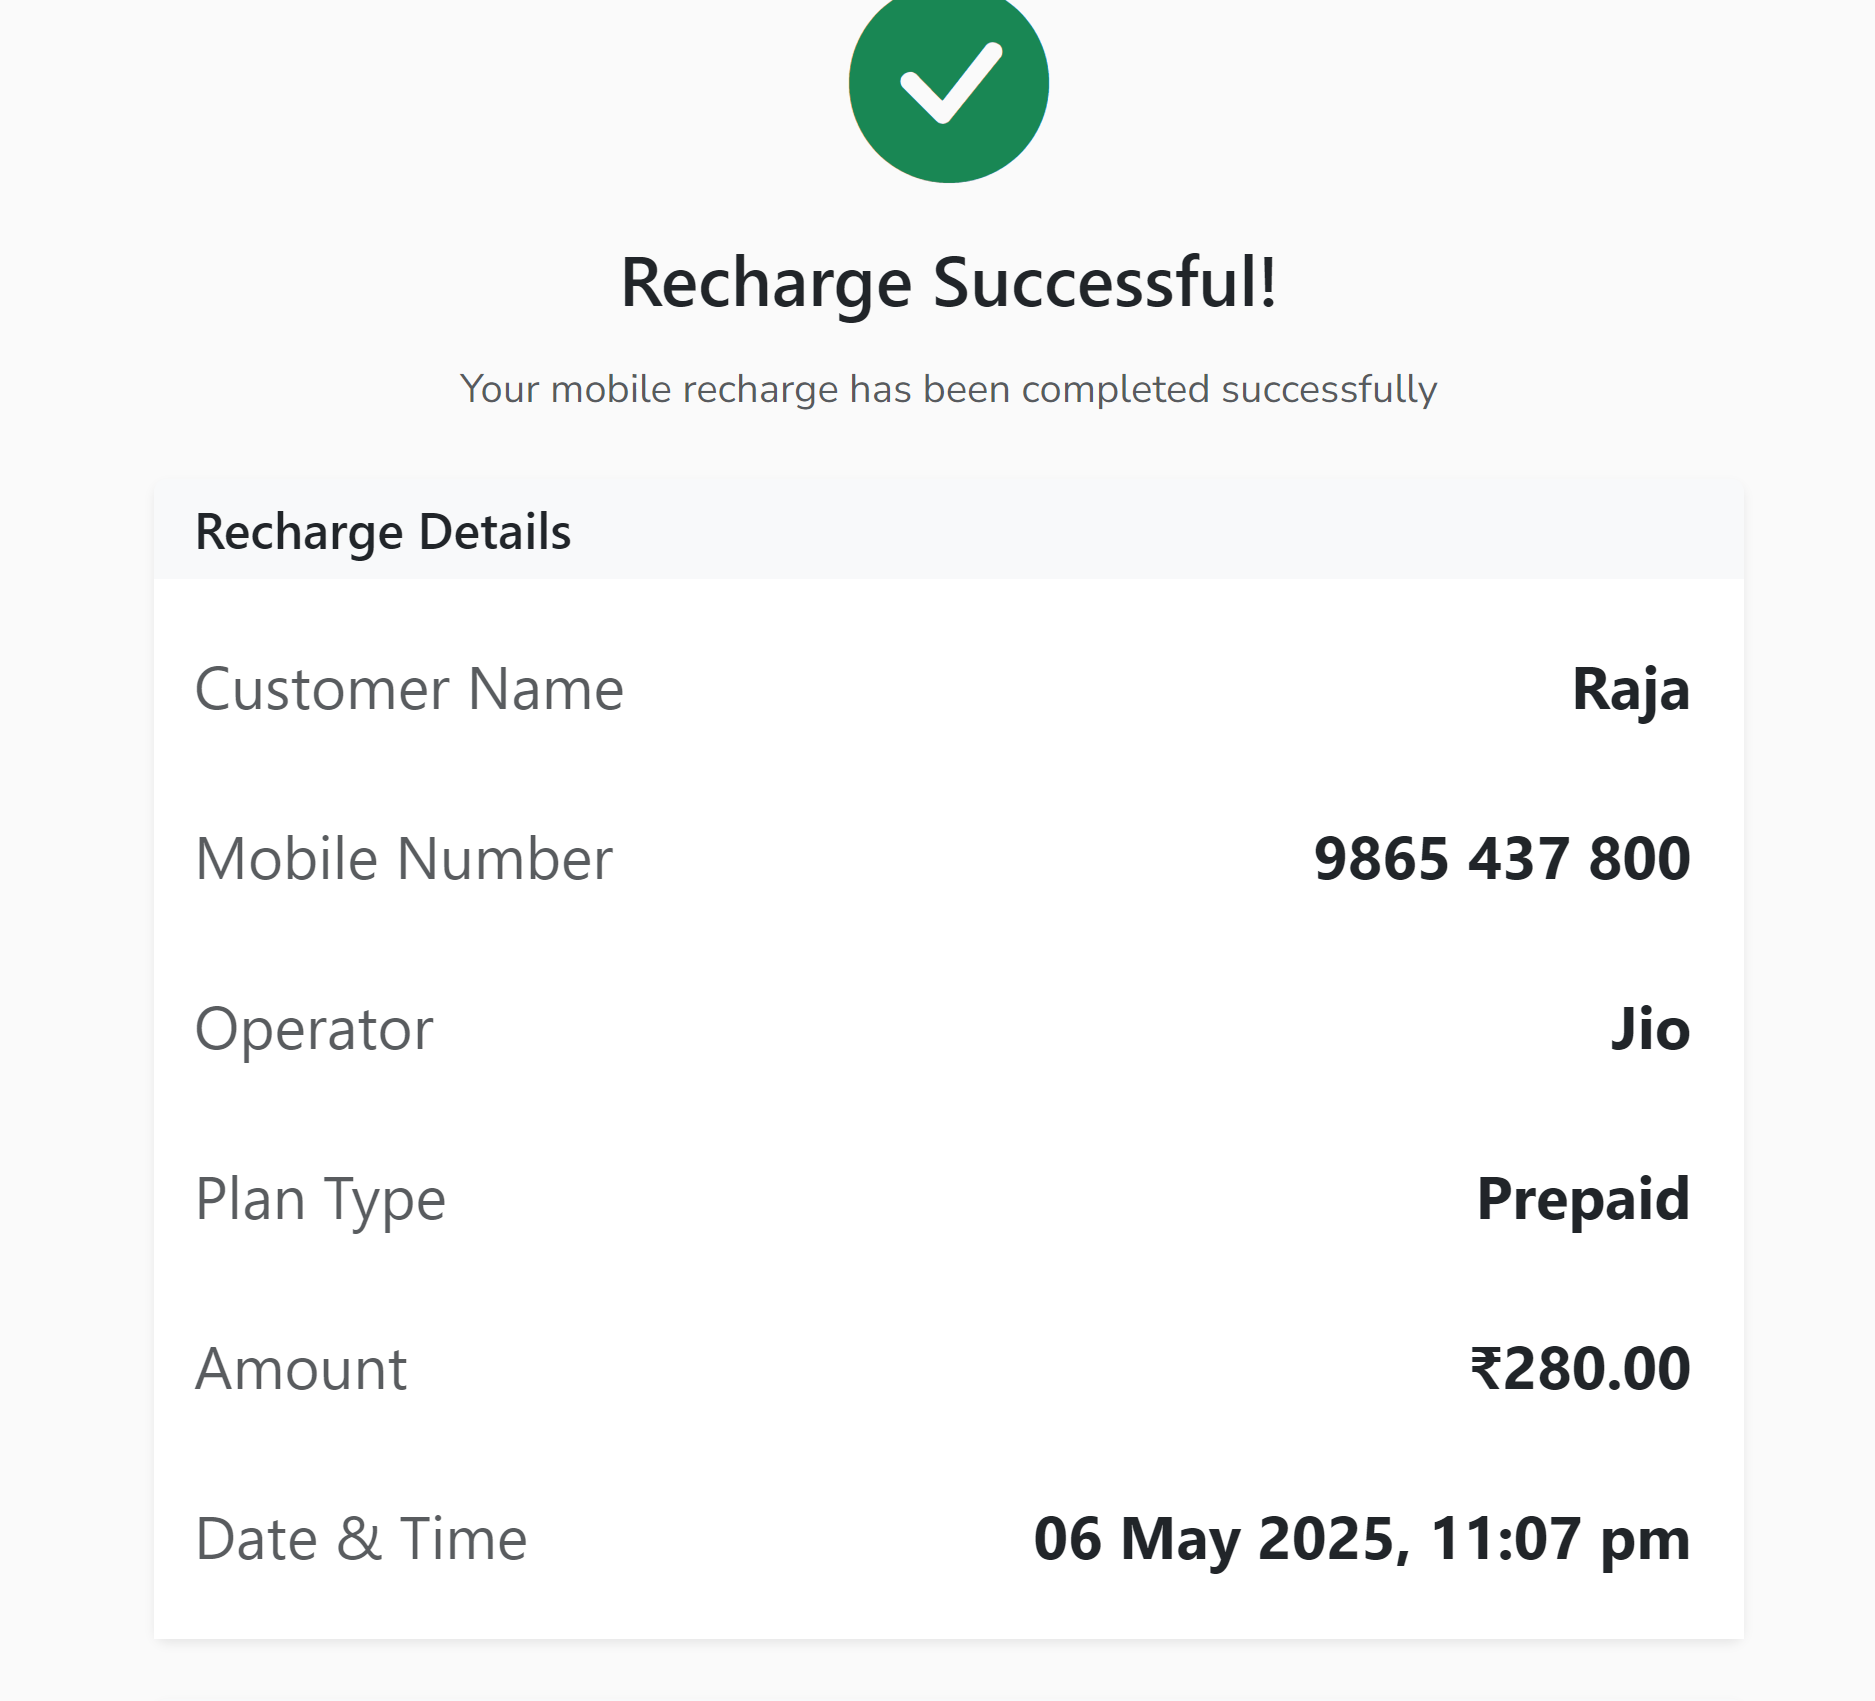 Recharge Successful!
Your mobile recharge has been completed successfully
Recharge Details
Customer Name Raja
Mobile Number 9865 437 800
Operator Jio
Plan Type Prepaid
Amount ₹280.00
Date & Time 06 May 2025, 11:07 pm